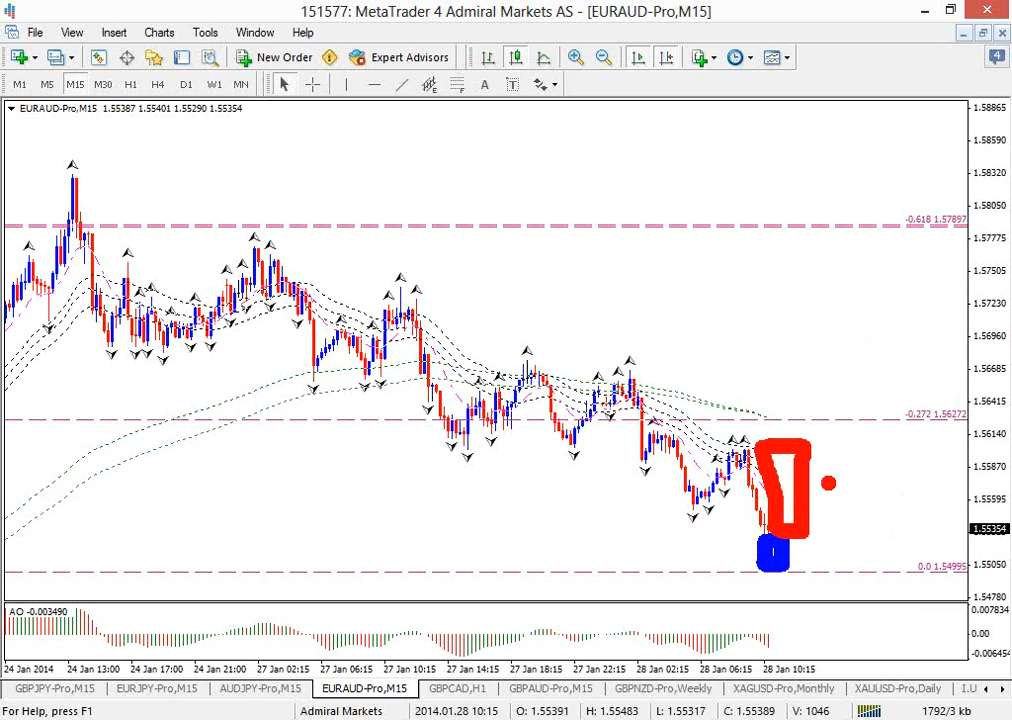 151577: MetaTrader 4 Admiral Markets AS - [EURAUD-Pro,M15]
File View Insert Charts Tools Window Help
New Order Expert Advisors 4
M1 M5 M15 M30 H1 H4 D1 W1 MN A T
EURAUD-Pro,M15 1.55387 1.55401 1.55290 1.55354
1.58865
1.58590
1.58320
1.58050
-0.618 1.57897
1.57775
1.57505
1.57230
1.56960
1.56685
1.56415
-0.272 1.56272
1.56140
1.55870
1.55595
1.55354
1.55050
0.0 1.54995
1.54780
AO -0.003490
0.007834
0.00
-0.006454
24 Jan 2014 24 Jan 13:00 24 Jan 17:00 24 Jan 21:00 27 Jan 02:15 27 Jan 06:15 27 Jan 10:15 27 Jan 14:15 27 Jan 18:15 27 Jan 22:15 28 Jan 02:15 28 Jan 06:15 28 Jan 10:15
GBPJPY-Pro,M15 EURJPY-Pro,M15 AUDJPY-Pro,M15 EURAUD-Pro,M15 GBPCAD,H1 GBPAUD-Pro,M15 GBPNZD-Pro,Weekly XAGUSD-Pro,Monthly XAUUSD-Pro,Daily I.U
For Help, press F1 Admiral Markets 2014.01.28 10:15 O: 1.55391 H: 1.55483 L: 1.55317 C: 1.55389 V: 1046 1792/3 kb